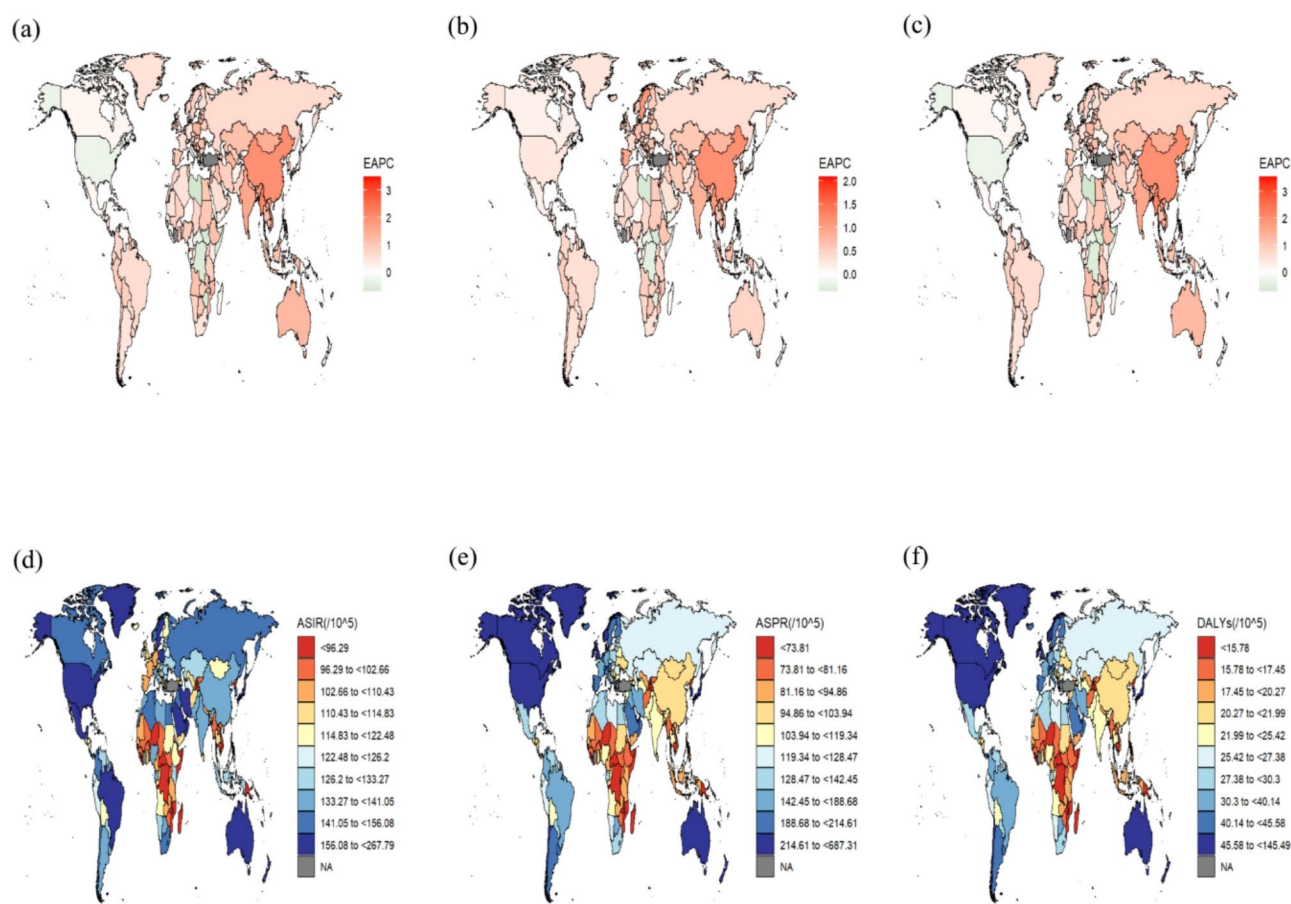 (a)
(b)
(c)
EAPC
3
2
1
0
EAPC
2.0
1.5
1.0
0.5
0.0
EAPC
3
2
1
0
(d)
(e)
(f)
ASIR(/10^5)
<96.29
96.29 to <102.66
102.66 to <110.43
110.43 to <114.83
114.83 to <122.48
122.48 to <126.2
126.2 to <133.27
133.27 to <141.05
141.05 to <156.08
156.08 to <267.79
NA
ASPR(/10^5)
<73.81
73.81 to <81.16
81.16 to <94.86
94.86 to <103.94
103.94 to <119.34
119.34 to <128.47
128.47 to <142.45
142.45 to <188.68
188.68 to <214.61
214.61 to <687.31
NA
DALYs(/10^5)
<15.78
15.78 to <17.45
17.45 to <20.27
20.27 to <21.99
21.99 to <25.42
25.42 to <27.38
27.38 to <30.3
30.3 to <40.14
40.14 to <45.58
45.58 to <145.49
NA